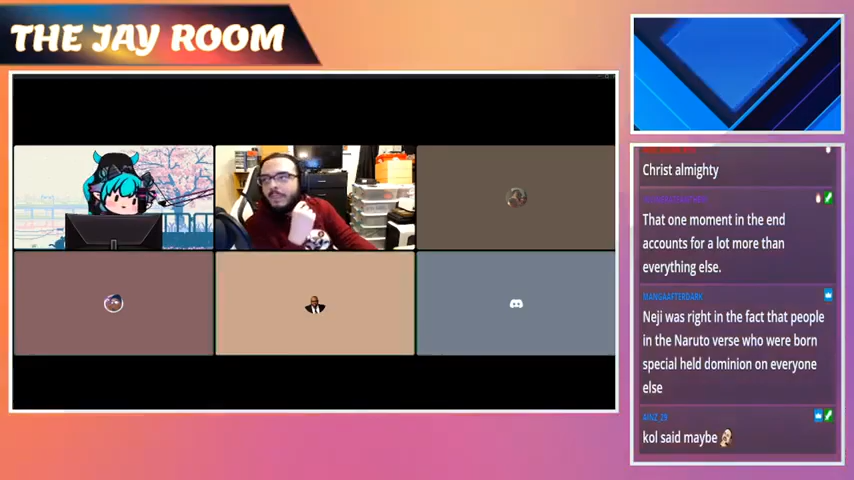 THE JAY ROOM
Christ almighty
That one moment in the end
accounts for a lot more than
everything else.
MANGAAFTERDARK
Neji was right in the fact that people
in the Naruto verse who were born
special held dominion on everyone
else
AINZ_29
kol said maybe